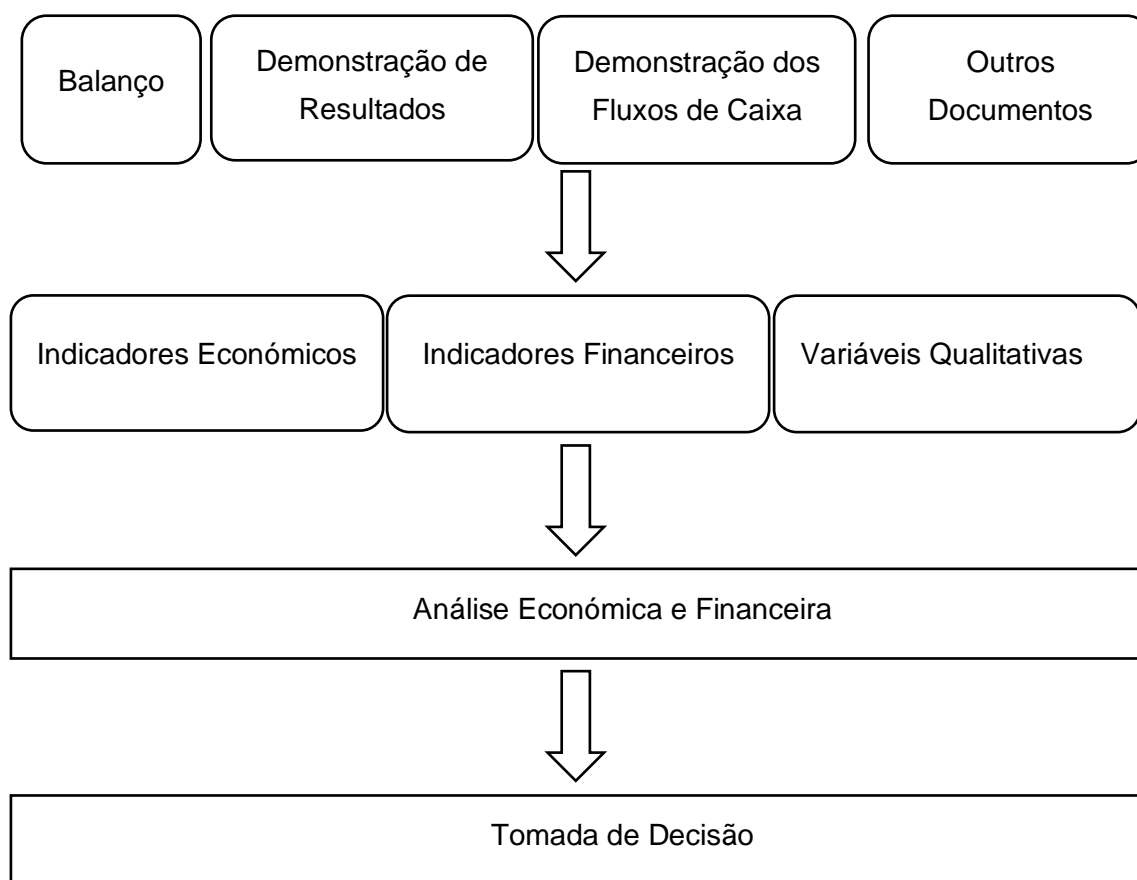 Balanço
Demonstração de
Resultados
Demonstração dos
Fluxos de Caixa
Outros
Documentos
Indicadores Económicos
Indicadores Financeiros
Variáveis Qualitativas
Análise Económica e Financeira
Tomada de Decisão